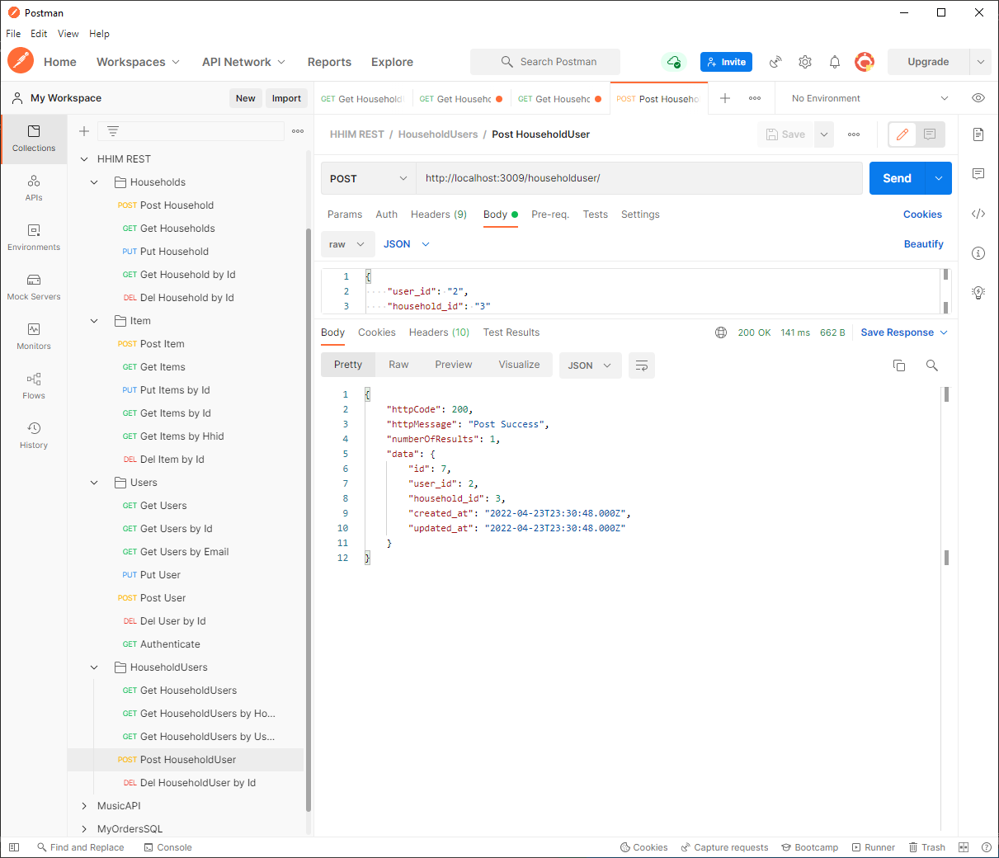 Postman
File Edit View Help
Home Workspaces API Network Reports Explore Search Postman Invite Upgrade
My Workspace New Import
GET Get Household GET Get Househc GET Get Househc POST Post Househo No Environment
HHIM REST / HouseholdUsers / Post HouseholdUser Save
POST http://localhost:3009/householduser/ Send
Params Auth Headers (9) Body Pre-req. Tests Settings Cookies
raw JSON Beautify
1 {
2 "user_id": "2",
3 "household_id": "3"
Body Cookies Headers (10) Test Results 200 OK 141 ms 662 B Save Response
Pretty Raw Preview Visualize JSON
1 {
2 "httpCode": 200,
3 "httpMessage": "Post Success",
4 "numberOfResults": 1,
5 "data": {
6 "id": 7,
7 "user_id": 2,
8 "household_id": 3,
9 "created_at": "2022-04-23T23:30:48.000Z",
10 "updated_at": "2022-04-23T23:30:48.000Z"
11 }
12 }
Collections
APIs
Environments
Mock Servers
Monitors
Flows
History
HHIM REST
Households
POST Post Household
GET Get Households
PUT Put Household
GET Get Household by Id
DEL Del Household by Id
Item
POST Post Item
GET Get Items
PUT Put Items by Id
GET Get Items by Id
GET Get Items by Hhid
DEL Del Item by Id
Users
GET Get Users
GET Get Users by Id
GET Get Users by Email
PUT Put User
POST Post User
DEL Del User by Id
GET Authenticate
HouseholdUsers
GET Get HouseholdUsers
GET Get HouseholdUsers by Ho...
GET Get HouseholdUsers by Us...
POST Post HouseholdUser
DEL Del HouseholdUser by Id
MusicAPI
MyOrdersSQL
Find and Replace Console Cookies Capture requests Bootcamp Runner Trash